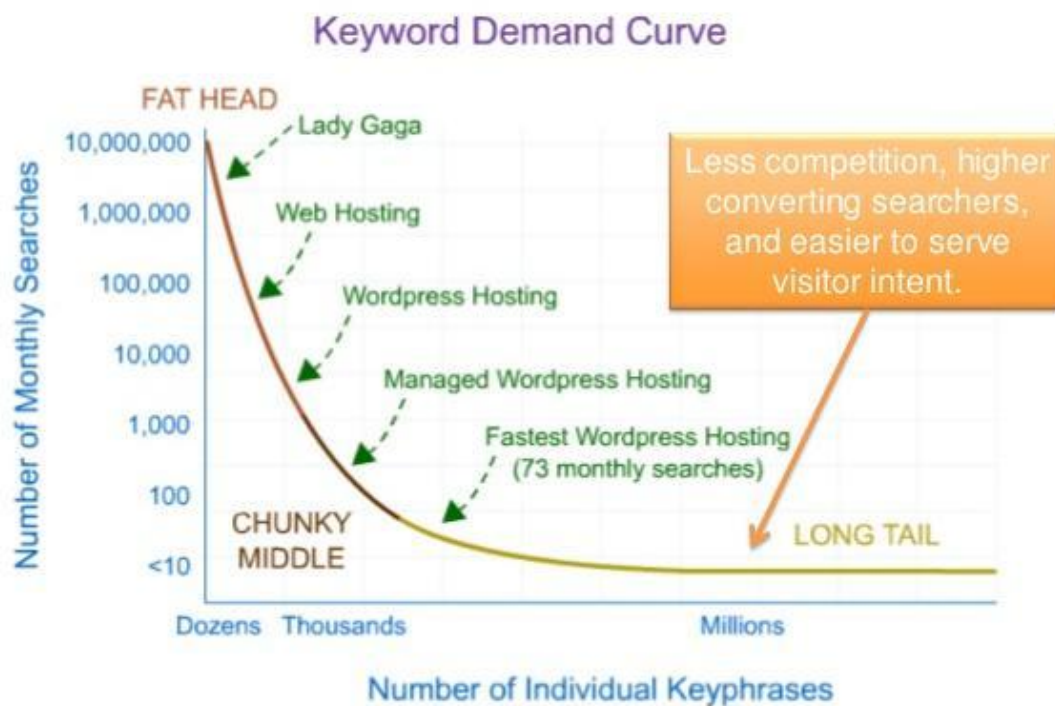 Keyword Demand Curve
FAT HEAD
Lady Gaga
10,000,000
Less competition, higher
converting searchers,
and easier to serve
visitor intent.
Web Hosting
1,000,000
100,000
Wordpress Hosting
10,000
Managed Wordpress Hosting
1,000
Fastest Wordpress Hosting
(73 monthly searches)
100
CHUNKY
MIDDLE
LONG TAIL
<10
Number of Monthly Searches
Dozens
Thousands
Millions
Number of Individual Keyphrases